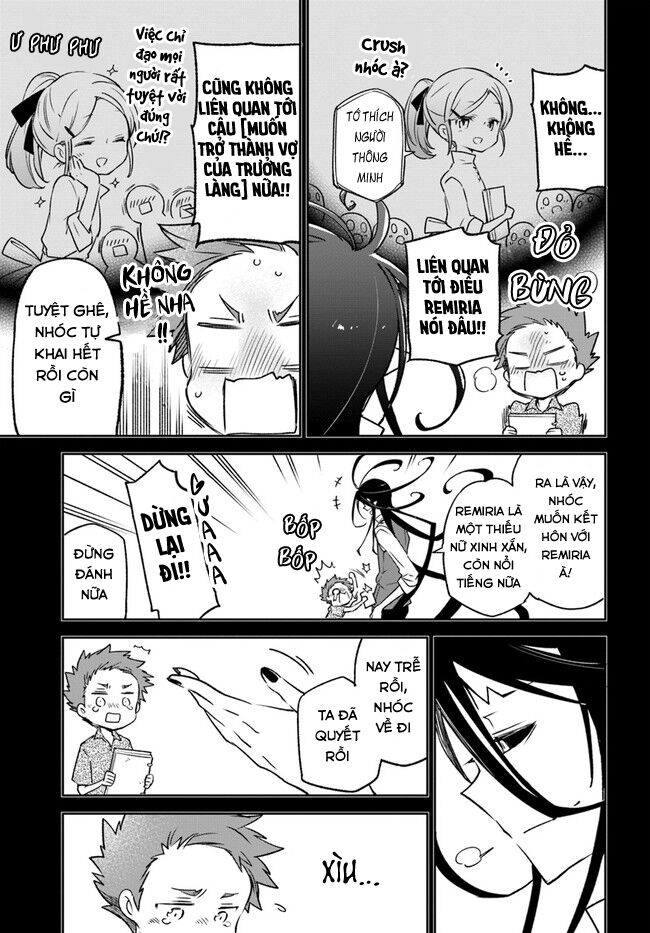 KHÔNG...
KHÔNG
HỀ...
Crush
nhóc à?
TỚ THÍCH
NGƯỜI
THÔNG
MINH
LIÊN QUAN
TỚI ĐIỀU
REMIRIA
NÓI ĐÂU!!
ĐỎ
BỪNG
CŨNG KHÔNG
LIÊN QUAN TỚI
CÂU [MUỐN
TRỞ THÀNH VỢ
CỦA TRƯỞNG
LÀNG] NỮA!!
Việc chỉ
đạo mọi
người rất
tuyệt vời
đúng
chứ!?
Ư PHƯ PHƯ
KHÔNG
HỀ NHA
!!
TUYỆT GHÊ,
NHÓC TỰ
KHAI HẾT
RỒI CÒN
GÌ
RA LÀ VẬY,
NHÓC
MUỐN KẾT
HÔN VỚI
REMIRIA
À!
REMIRIA LÀ
MỘT THIẾU
NỮ XINH XẮN,
CÒN NỔI
TIẾNG NỮA
BỐP
BỐP
GƯAAAA
DỪNG
LẠI
ĐI!!
ĐỪNG
ĐÁNH
NỮA
NAY TRỄ
RỒI,
NHÓC
VỀ ĐI
TA ĐÃ
QUYẾT
RỒI
XÌU...